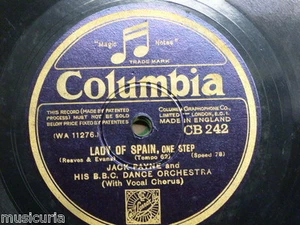 "Magic Notes"
TRADE MARK
Columbia
THIS RECORD (MADE BY PATENTED
PROCESS) MUST NOT BE SOLD
BELOW PRICE FIXED BY PATENTEES
COLUMBIA GRAPHOPHONE CO.,
LIMITED LONDON, E.C.1.
MADE IN ENGLAND
(WA 11276.)
CB 242
LADY OF SPAIN, ONE STEP
(Reaves & Evans) (Tempo 62) (Speed 78)
JACK PAYNE and
HIS B.B.C. DANCE ORCHESTRA
(With Vocal Chorus)
musicuria